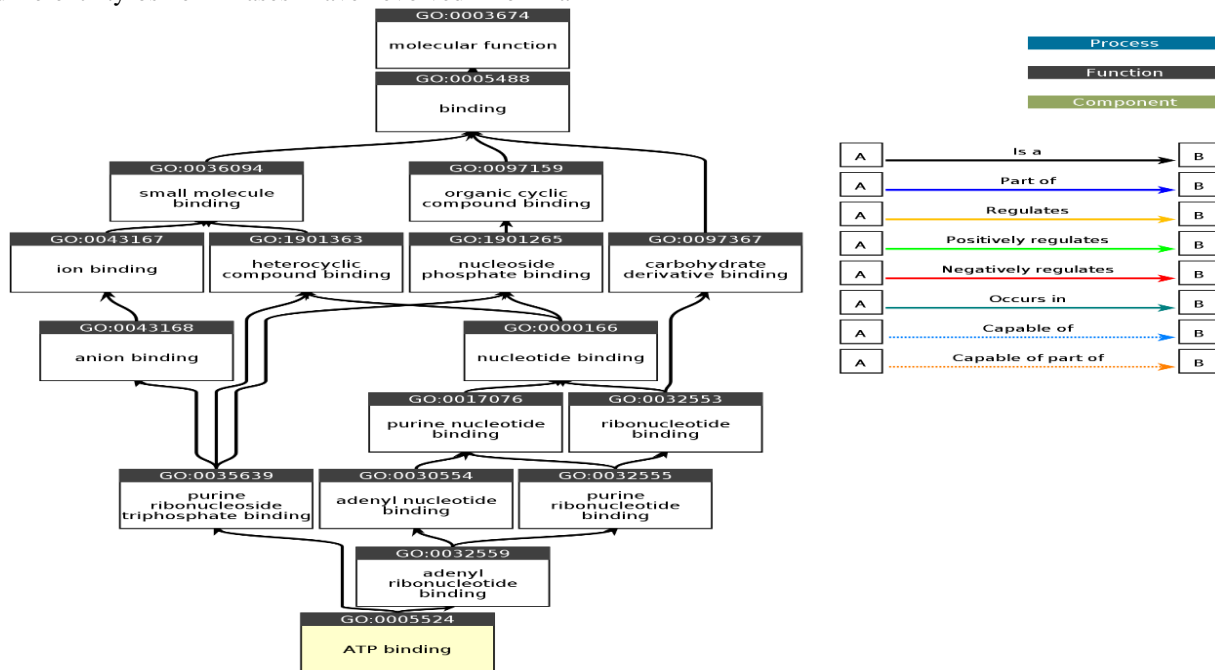 GO:0003674
molecular function
GO:0005488
binding
GO:0036094
small molecule
binding
GO:0097159
organic cyclic
compound binding
GO:0043167
ion binding
GO:1901363
heterocyclic
compound binding
GO:1901265
nucleoside
phosphate binding
GO:0097367
carbohydrate
derivative binding
GO:0043168
anion binding
GO:0000166
nucleotide binding
GO:0017076
purine nucleotide
binding
GO:0032553
ribonucleotide
binding
GO:0035639
purine
ribonucleoside
triphosphate binding
GO:0030554
adenyl nucleotide
binding
GO:0032555
purine
ribonucleotide
binding
GO:0032559
adenyl
ribonucleotide
binding
GO:0005524
ATP binding
Process
Function
Component
A Is a B
A Part of B
A Regulates B
A Positively regulates B
A Negatively regulates B
A Occurs in B
A Capable of B
A Capable of part of B